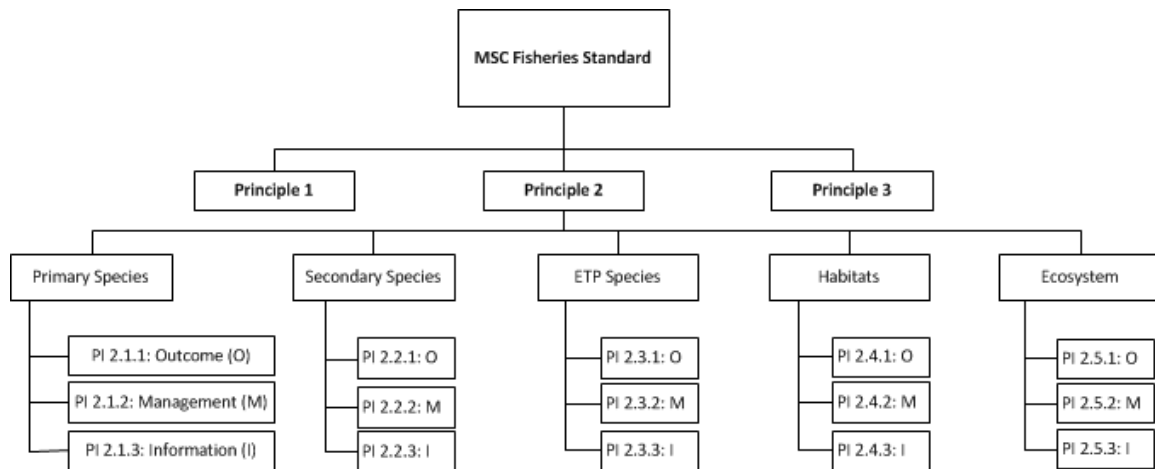 MSC Fisheries Standard
Principle 1
Principle 2
Principle 3
Primary Species
Secondary Species
ETP Species
Habitats
Ecosystem
PI 2.1.1: Outcome (O)
PI 2.2.1: O
PI 2.3.1: O
PI 2.4.1: O
PI 2.5.1: O
PI 2.1.2: Management (M)
PI 2.2.2: M
PI 2.3.2: M
PI 2.4.2: M
PI 2.5.2: M
PI 2.1.3: Information (I)
PI 2.2.3: I
PI 2.3.3: I
PI 2.4.3: I
PI 2.5.3: I